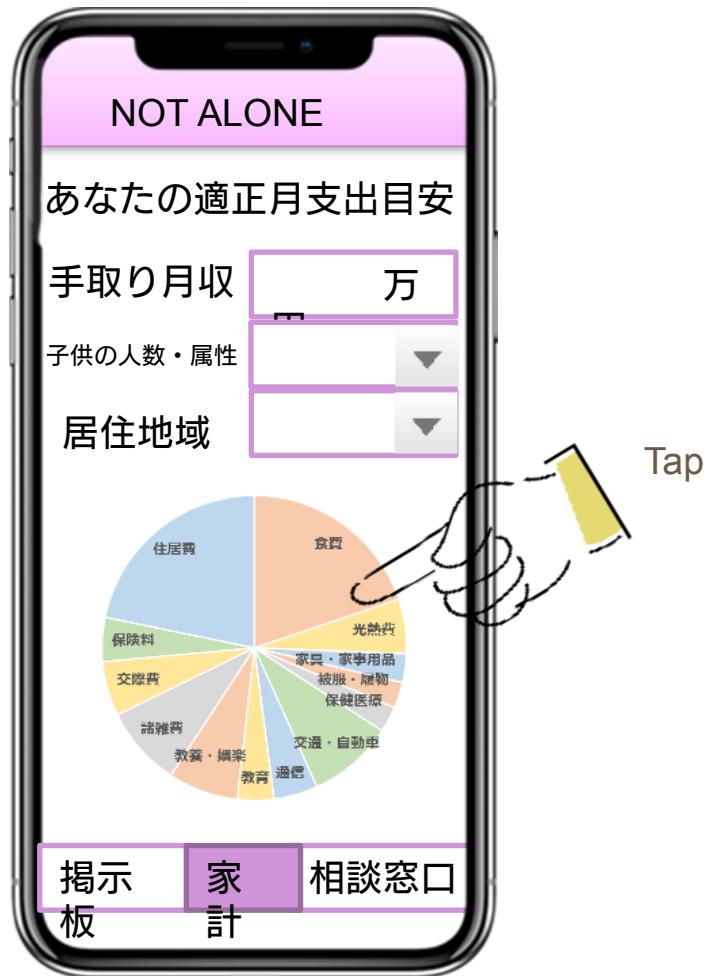 NOT ALONE
あなたの適正月支出目安
手取り月収
万
円
子供の人数・属性
居住地域
Tap
住居費
食費
光熱費
保険料
家具・家事用品
交際費
被服・履物
保健医療
諸雑費
交通・自動車
教養・娯楽
教育
通信
掲示
板
家
計
相談窓口